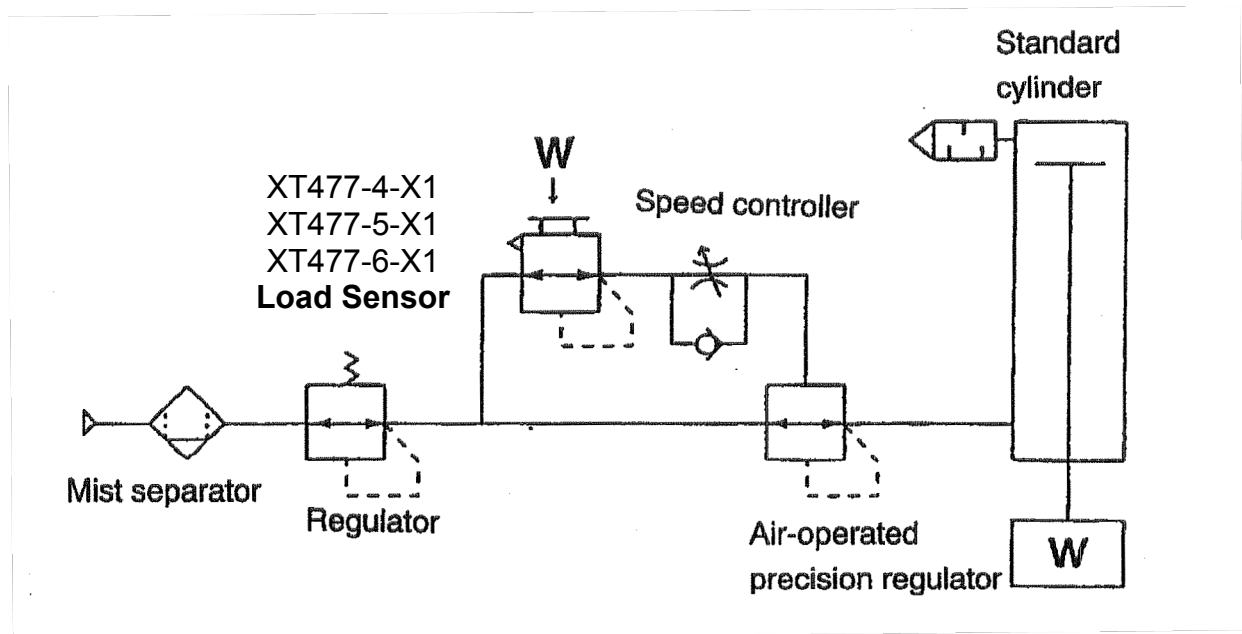 Standard
cylinder
W
XT477-4-X1
XT477-5-X1
XT477-6-X1
Load Sensor
Speed controller
Mist separator
Regulator
Air-operated
precision regulator
W